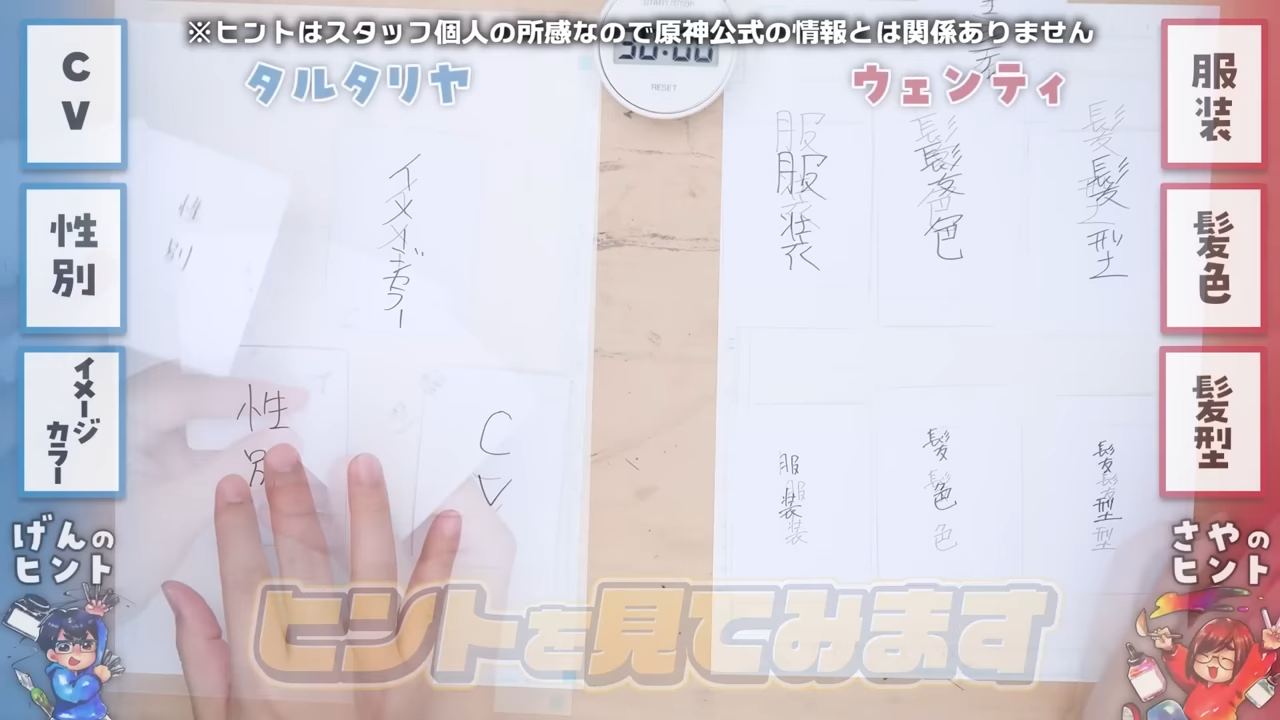 ※ヒントはスタッフ個人の所感なので原神公式の情報とは関係ありません
タルタリヤ
ウェンティ
30:00
RESET
CV
性別
イメージカラー
げんの
ヒント
服装
髪色
髪型
さやの
ヒント
性別
イメージカラー
性別
CV
服装
髪色
髪型
服装
髪色
髪型
ヒントを見てみます